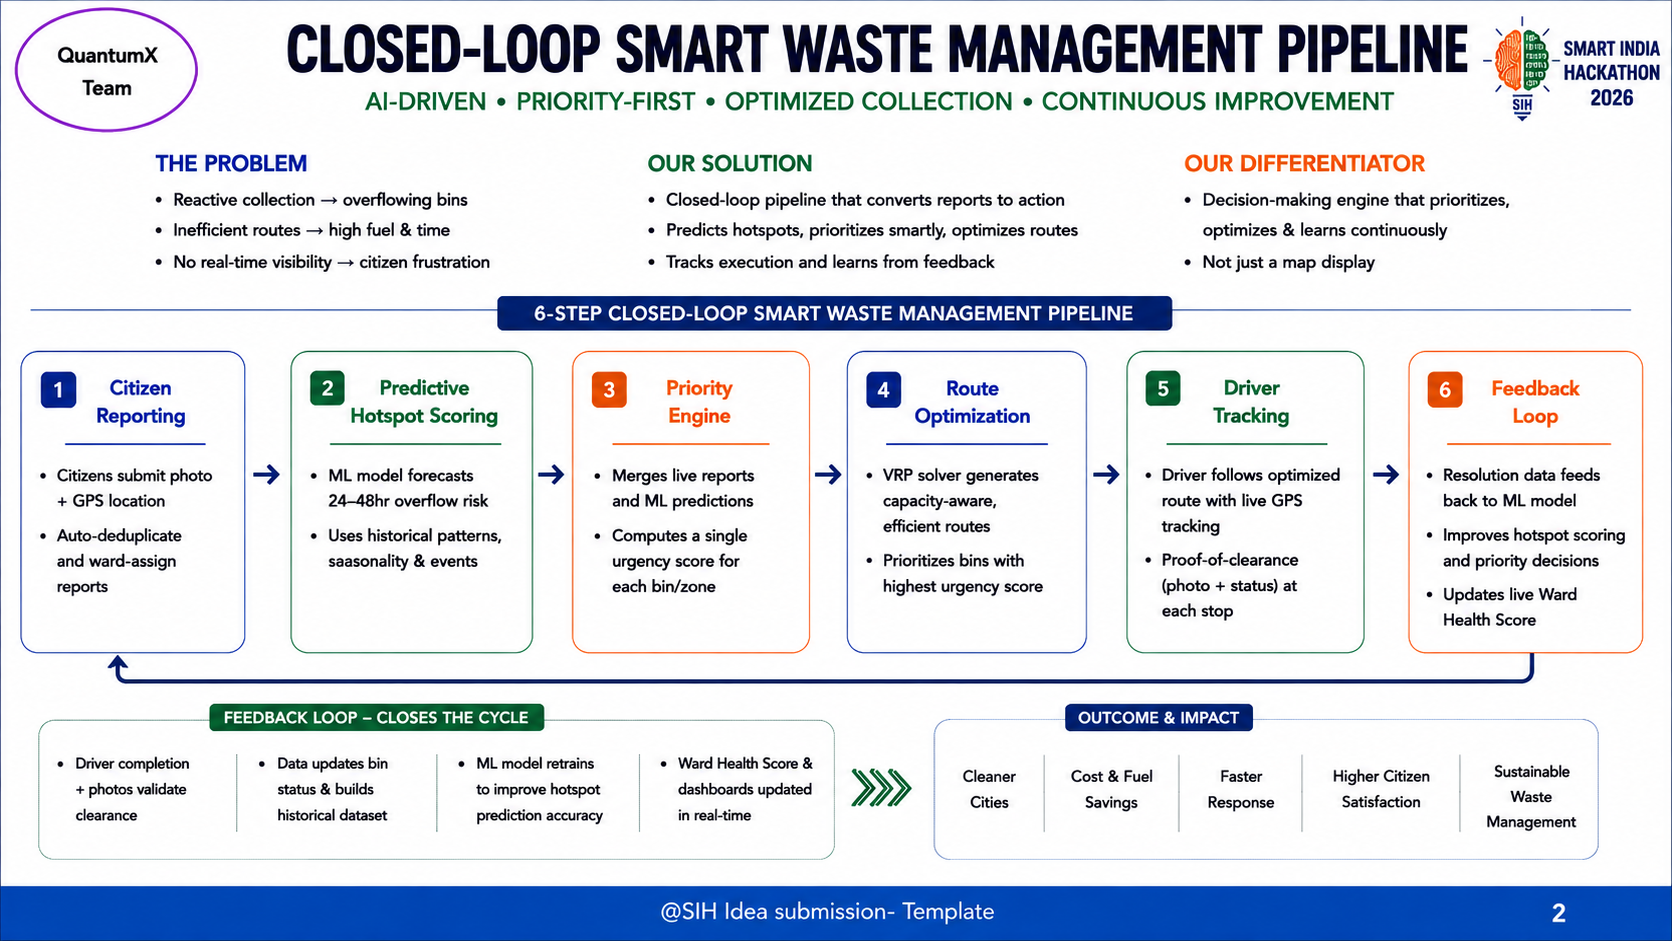 QuantumX
Team
CLOSED-LOOP SMART WASTE MANAGEMENT PIPELINE
AI-DRIVEN • PRIORITY-FIRST • OPTIMIZED COLLECTION • CONTINUOUS IMPROVEMENT
SIH
SMART INDIA
HACKATHON
2026
THE PROBLEM
• Reactive collection → overflowing bins
• Inefficient routes → high fuel & time
• No real-time visibility → citizen frustration
OUR SOLUTION
• Closed-loop pipeline that converts reports to action
• Predicts hotspots, prioritizes smartly, optimizes routes
• Tracks execution and learns from feedback
OUR DIFFERENTIATOR
• Decision-making engine that prioritizes,
optimizes & learns continuously
• Not just a map display
6-STEP CLOSED-LOOP SMART WASTE MANAGEMENT PIPELINE
1
Citizen
Reporting
• Citizens submit photo
+ GPS location
• Auto-deduplicate
and ward-assign
reports
2
Predictive
Hotspot Scoring
• ML model forecasts
24–48hr overflow risk
• Uses historical patterns,
saasonality & events
3
Priority
Engine
• Merges live reports
and ML predictions
• Computes a single
urgency score for
each bin/zone
4
Route
Optimization
• VRP solver generates
capacity-aware,
efficient routes
• Prioritizes bins with
highest urgency score
5
Driver
Tracking
• Driver follows optimized
route with live GPS
tracking
• Proof-of-clearance
(photo + status) at
each stop
6
Feedback
Loop
• Resolution data feeds
back to ML model
• Improves hotspot scoring
and priority decisions
• Updates live Ward
Health Score
FEEDBACK LOOP – CLOSES THE CYCLE
• Driver completion
+ photos validate
clearance
• Data updates bin
status & builds
historical dataset
• ML model retrains
to improve hotspot
prediction accuracy
• Ward Health Score &
dashboards updated
in real-time
OUTCOME & IMPACT
Cleaner
Cities
Cost & Fuel
Savings
Faster
Response
Higher Citizen
Satisfaction
Sustainable
Waste
Management
@SIH Idea submission- Template
2